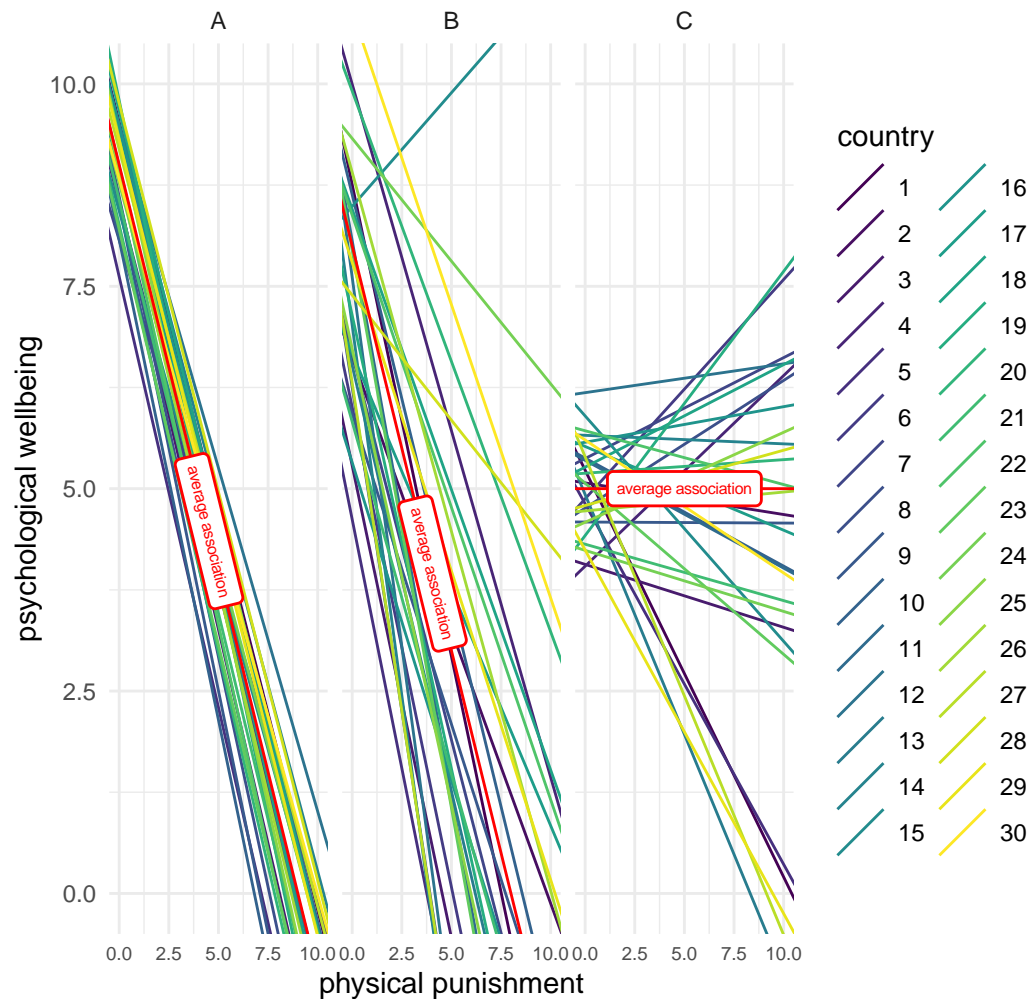 A B C
psychological wellbeing
10.0
7.5
5.0
2.5
0.0
average association
average association
average association
0.0 2.5 5.0 7.5 10.0 0.0 2.5 5.0 7.5 10.0 0.0 2.5 5.0 7.5 10.0
physical punishment
country
1 16
2 17
3 18
4 19
5 20
6 21
7 22
8 23
9 24
10 25
11 26
12 27
13 28
14 29
15 30